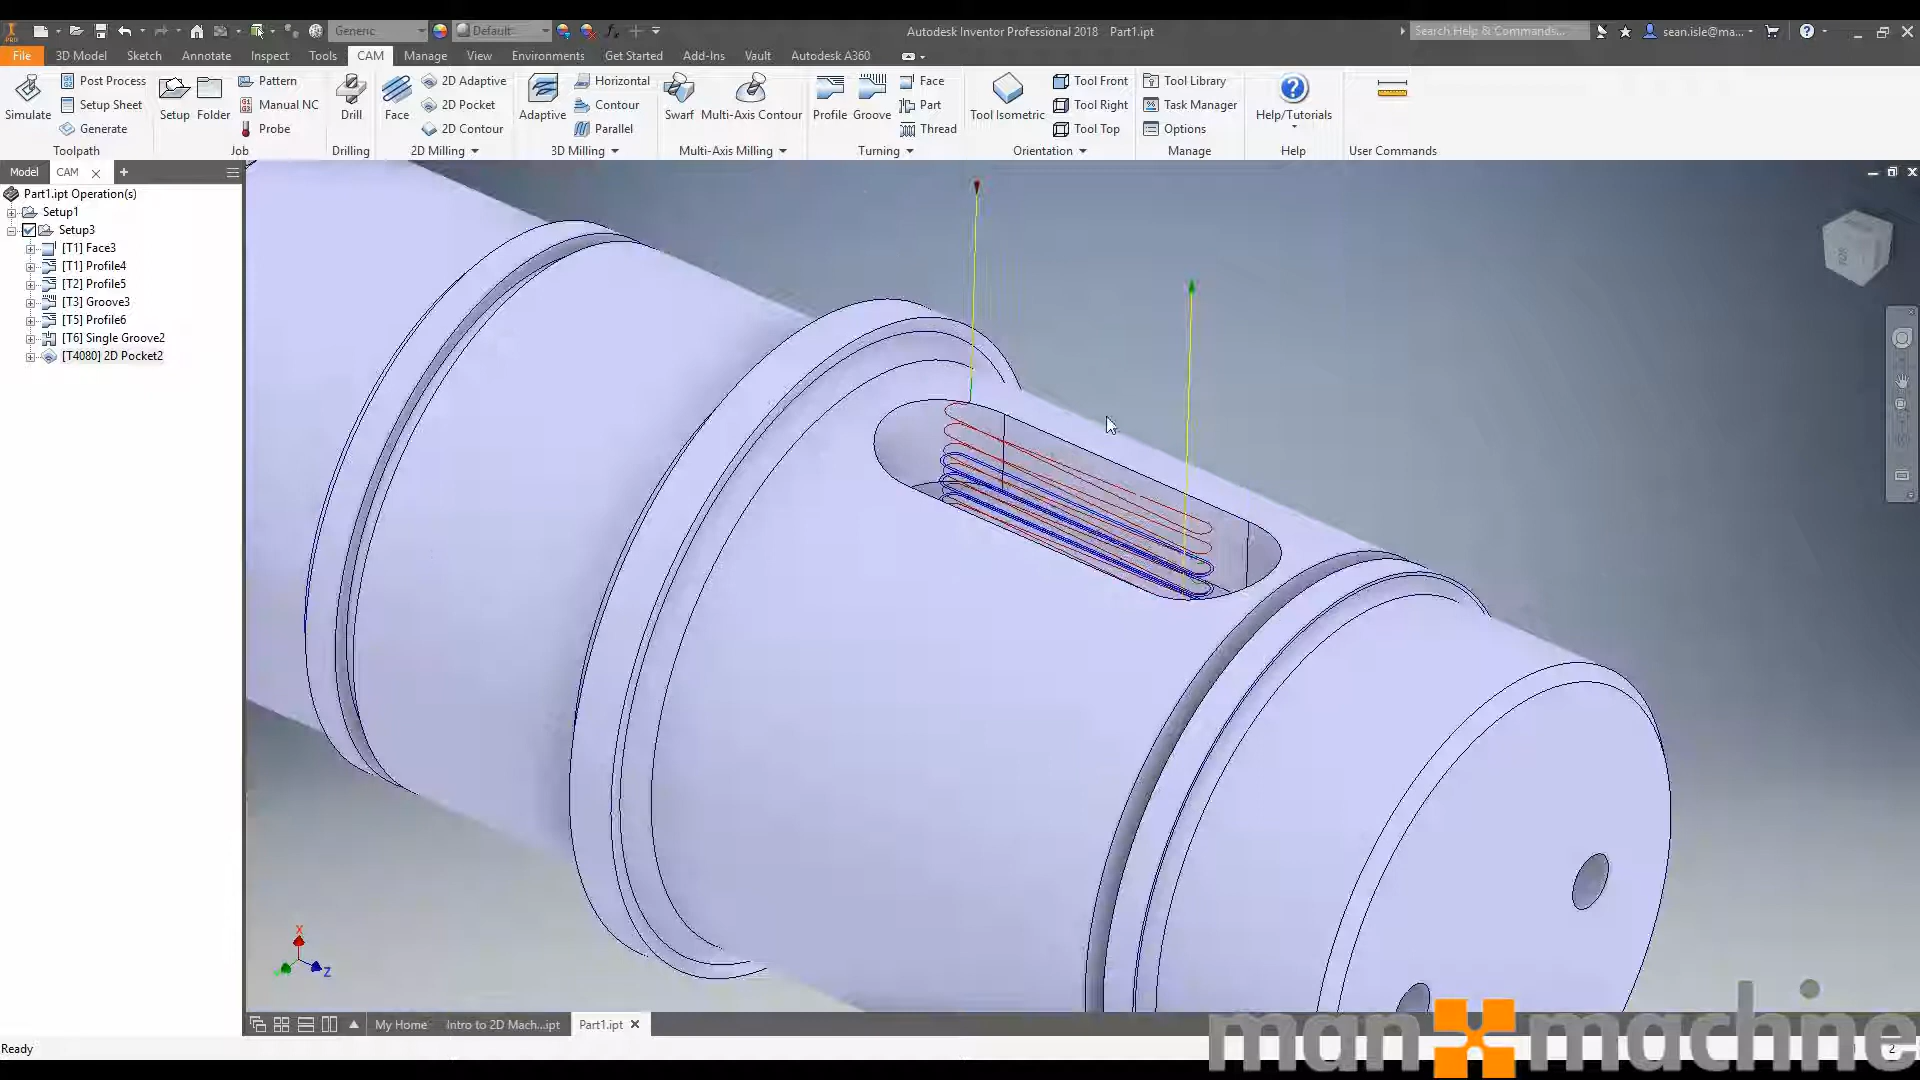 Generic
Default
Autodesk Inventor Professional 2018 Part1.ipt
Search Help & Commands...
sean.isle@ma...
File 3D Model Sketch Annotate Inspect Tools CAM Manage View Environments Get Started Add-Ins Vault Autodesk A360
Simulate
Post Process
Setup Sheet
Generate
Toolpath
Setup
Folder
Pattern
Manual NC
Probe
Job
Drill
Drilling
Face
2D Adaptive
2D Pocket
2D Contour
2D Milling
Adaptive
Horizontal
Contour
Parallel
3D Milling
Swarf
Multi-Axis Contour
Multi-Axis Milling
Profile
Groove
Face
Part
Thread
Turning
Tool Isometric
Tool Front
Tool Right
Tool Top
Orientation
Tool Library
Task Manager
Options
Manage
Help/Tutorials
Help
User Commands
Model CAM
Part1.ipt Operation(s)
Setup1
Setup3
[T1] Face3
[T1] Profile4
[T2] Profile5
[T3] Groove3
[T5] Profile6
[T6] Single Groove2
[T4080] 2D Pocket2
X
Z
My Home Intro to 2D Mach...ipt Part1.ipt
Ready
2
man machine